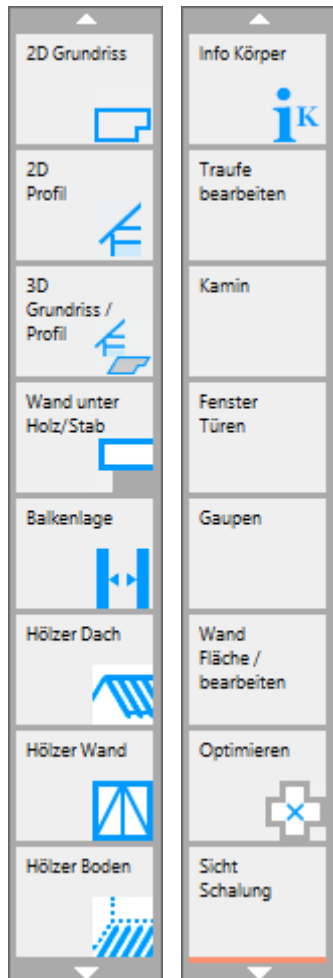 2D Grundriss
2D
Profil
3D
Grundriss /
Profil
Wand unter
Holz/Stab
Balkenlage
Hölzer Dach
Hölzer Wand
Hölzer Boden
Info Körper
iK
Traufe
bearbeiten
Kamin
Fenster
Türen
Gaupen
Wand
Fläche /
bearbeiten
Optimieren
Sicht
Schalung